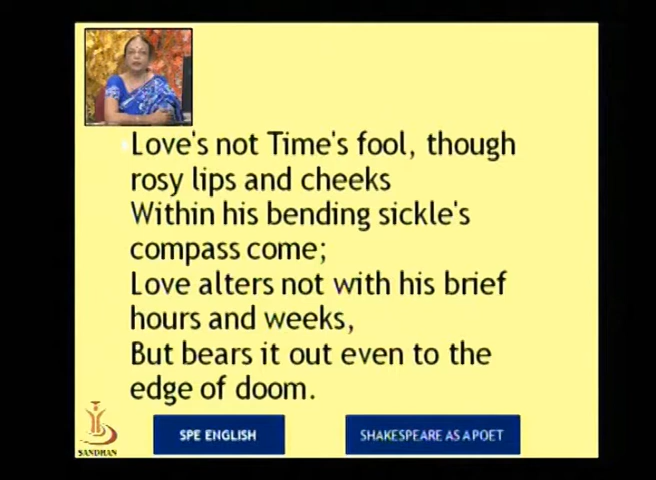 Love's not Time's fool, though
rosy lips and cheeks
Within his bending sickle's
compass come;
Love alters not with his brief
hours and weeks,
But bears it out even to the
edge of doom.
SPE ENGLISH
SHAKESPEARE AS A POET
SANDHAN